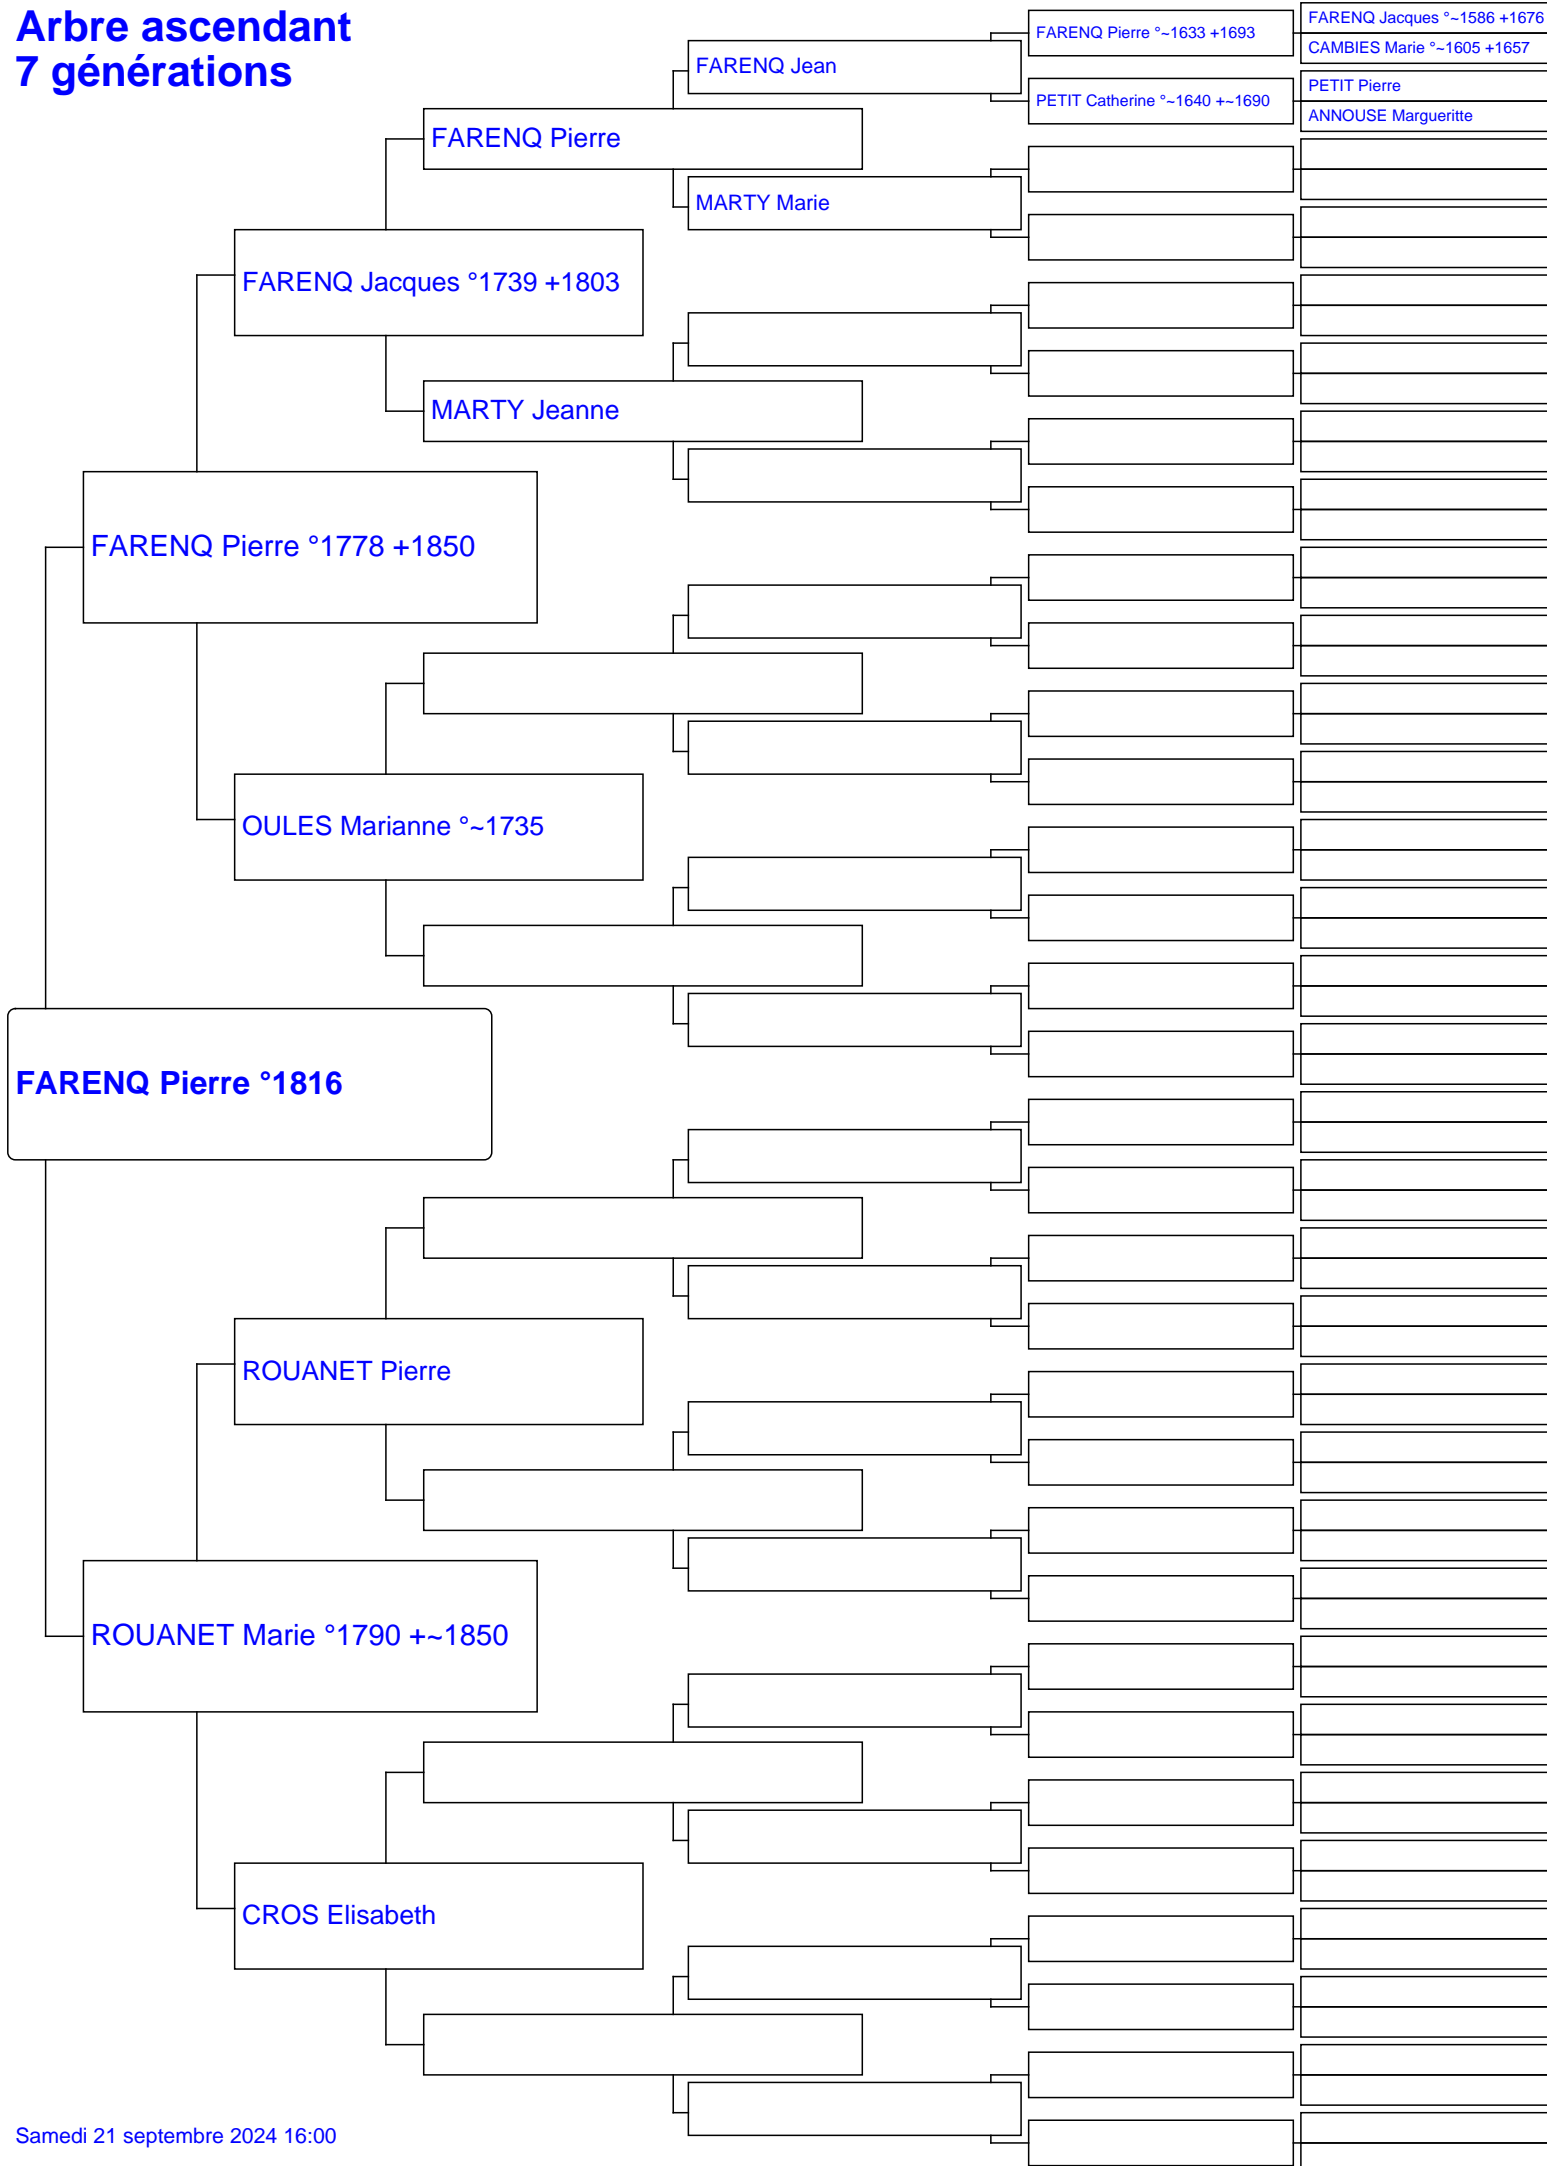 Arbre ascendant
7 générations
FARENQ Jacques °~1586 +1676
FARENQ Pierre °~1633 +1693
CAMBIES Marie °~1605 +1657
FARENQ Jean
PETIT Pierre
PETIT Catherine °~1640 +~1690
ANNOUSE Margueritte
FARENQ Pierre
MARTY Marie
FARENQ Jacques °1739 +1803
MARTY Jeanne
FARENQ Pierre °1778 +1850
OULES Marianne °~1735
FARENQ Pierre °1816
ROUANET Pierre
ROUANET Marie °1790 +~1850
CROS Elisabeth
Samedi 21 septembre 2024 16:00